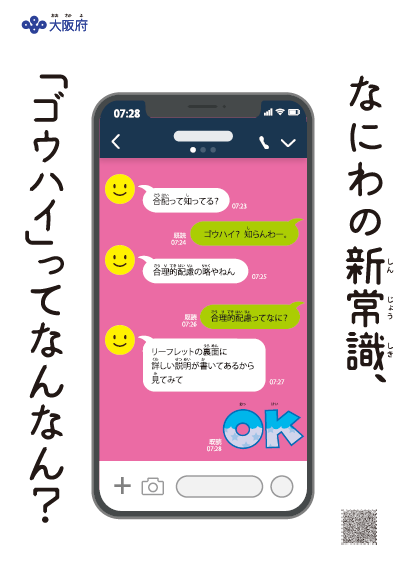 大阪府
なにわの新常識、
「ゴウハイ」ってなんなん？
07:28
合配って知ってる？
07:23
ゴウハイ？ 知らんわー。
既読
07:24
合理的配慮の略やねん
07:25
合理的配慮ってなに？
既読
07:26
リーフレットの裏面に
詳しい説明が書いてあるから
見てみて
07:27
OK
既読
07:28